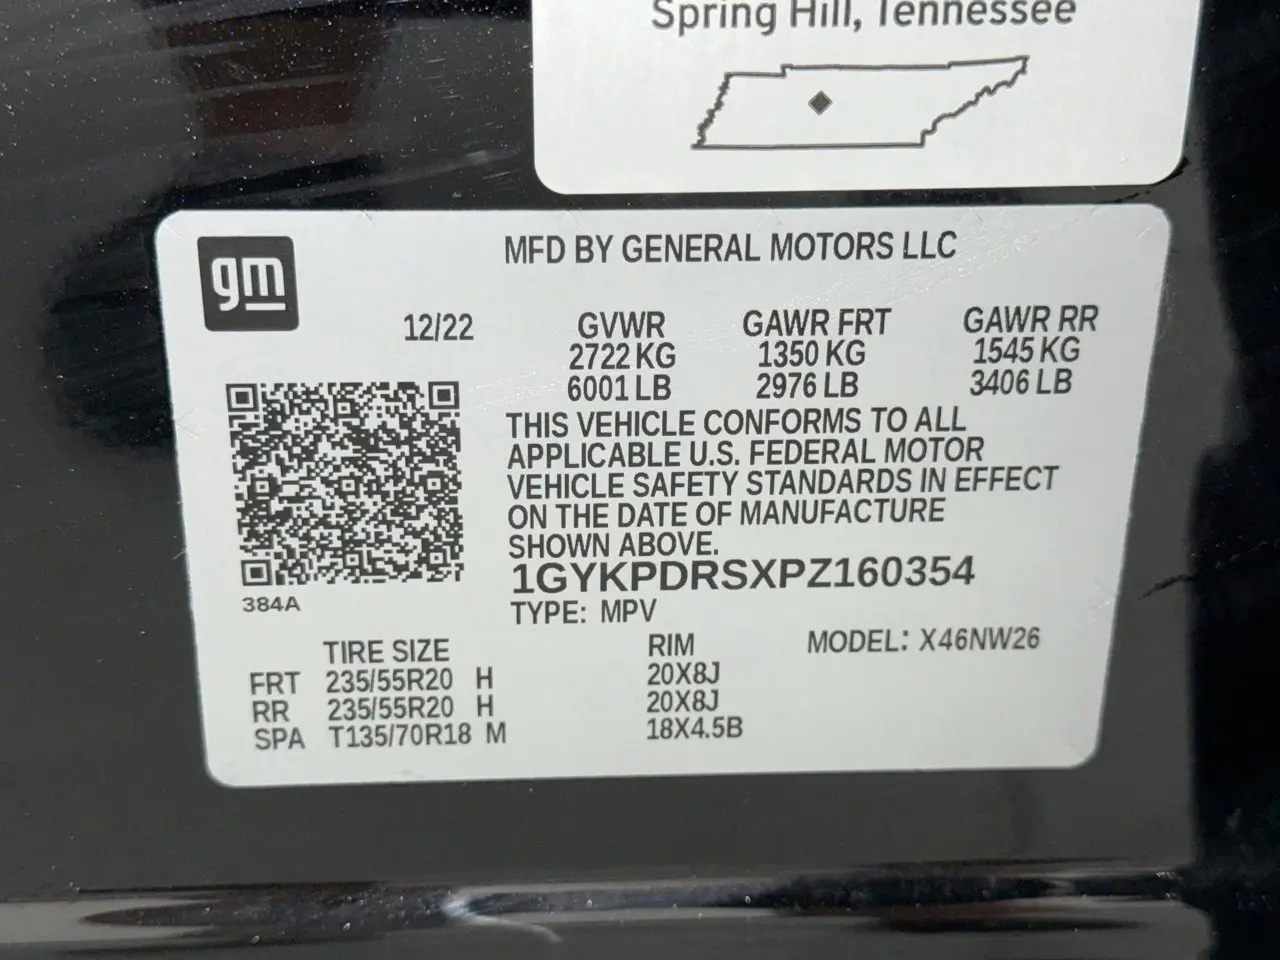 Spring Hill, Tennessee
gm
MFD BY GENERAL MOTORS LLC
12/22 GVWR GAWR FRT GAWR RR
2722 KG 1350 KG 1545 KG
6001 LB 2976 LB 3406 LB
THIS VEHICLE CONFORMS TO ALL
APPLICABLE U.S. FEDERAL MOTOR
VEHICLE SAFETY STANDARDS IN EFFECT
ON THE DATE OF MANUFACTURE
SHOWN ABOVE.
1GYKPDRSXPZ160354
384A
TYPE: MPV
TIRE SIZE RIM MODEL: X46NW26
FRT 235/55R20 H 20X8J
RR 235/55R20 H 20X8J
SPA T135/70R18 M 18X4.5B